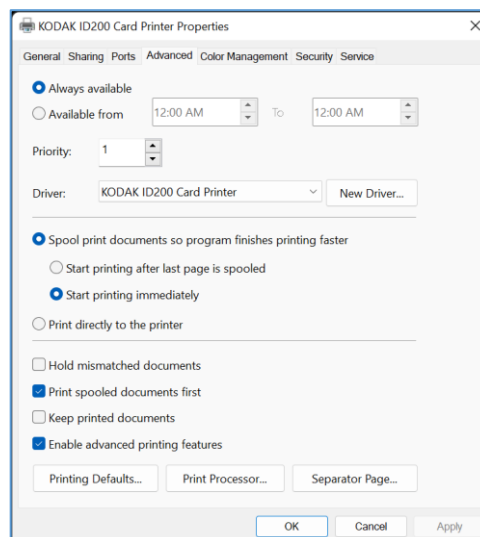 KODAK ID200 Card Printer Properties
General Sharing Ports Advanced Color Management Security Service
Always available
Available from 12:00 AM To 12:00 AM
Priority: 1
Driver: KODAK ID200 Card Printer New Driver...
Spool print documents so program finishes printing faster
Start printing after last page is spooled
Start printing immediately
Print directly to the printer
Hold mismatched documents
Print spooled documents first
Keep printed documents
Enable advanced printing features
Printing Defaults... Print Processor... Separator Page...
OK Cancel Apply